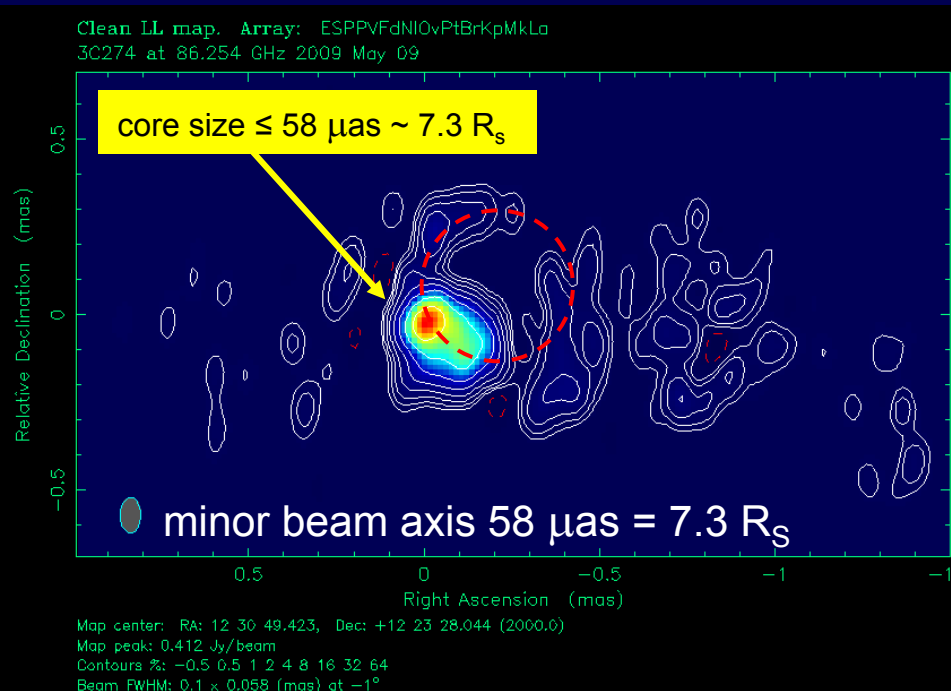 Clean LL map. Array: ESPPVFdNlOvPtBrKpMkLa
3C274 at 86.254 GHz 2009 May 09
core size ≤ 58 μas ~ 7.3 Rs
0.5
0
−0.5
Relative Declination (mas)
minor beam axis 58 μas = 7.3 RS
0.5
0
−0.5
−1
−1
Right Ascension (mas)
Map center: RA: 12 30 49.423, Dec: +12 23 28.044 (2000.0)
Map peak: 0.412 Jy/beam
Contours %: −0.5 0.5 1 2 4 8 16 32 64
Beam FWHM: 0.1 x 0.058 (mas) at −1°